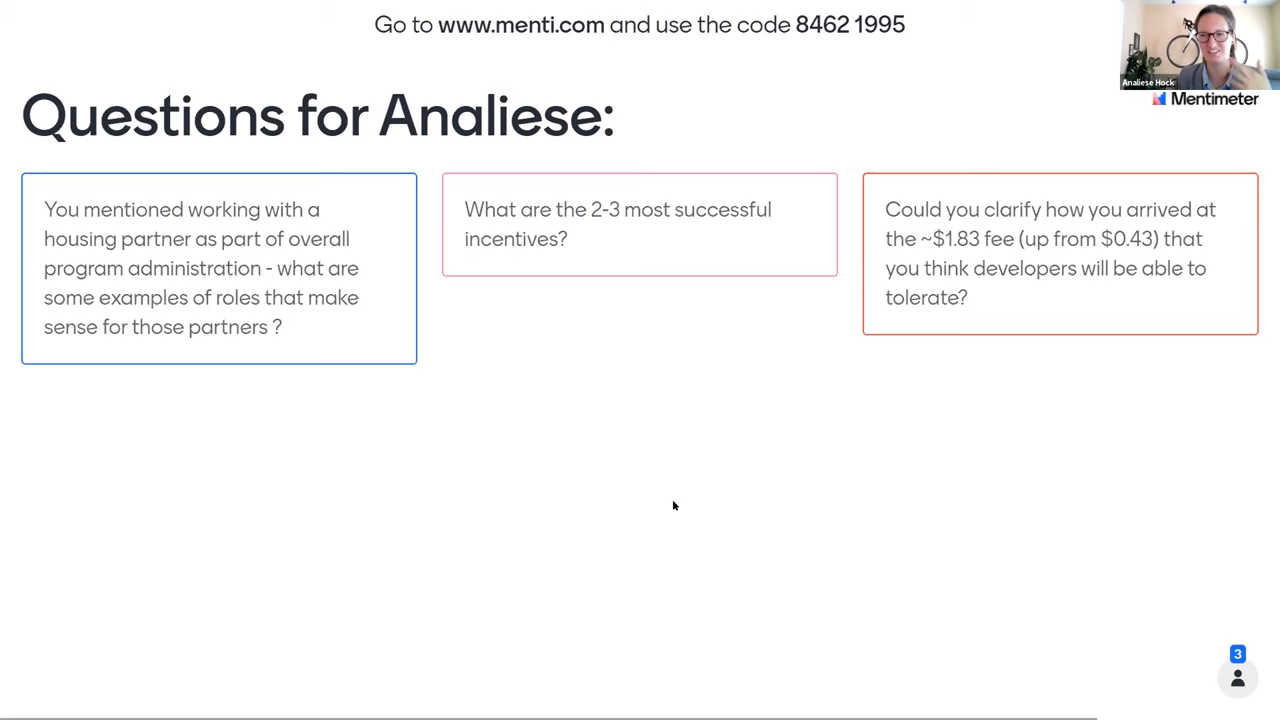 Go to www.menti.com and use the code 8462 1995
Analiese Hock
Mentimeter
Questions for Analiese:
You mentioned working with a
housing partner as part of overall
program administration - what are
some examples of roles that make
sense for those partners ?
What are the 2-3 most successful
incentives?
Could you clarify how you arrived at
the ~$1.83 fee (up from $0.43) that
you think developers will be able to
tolerate?
3